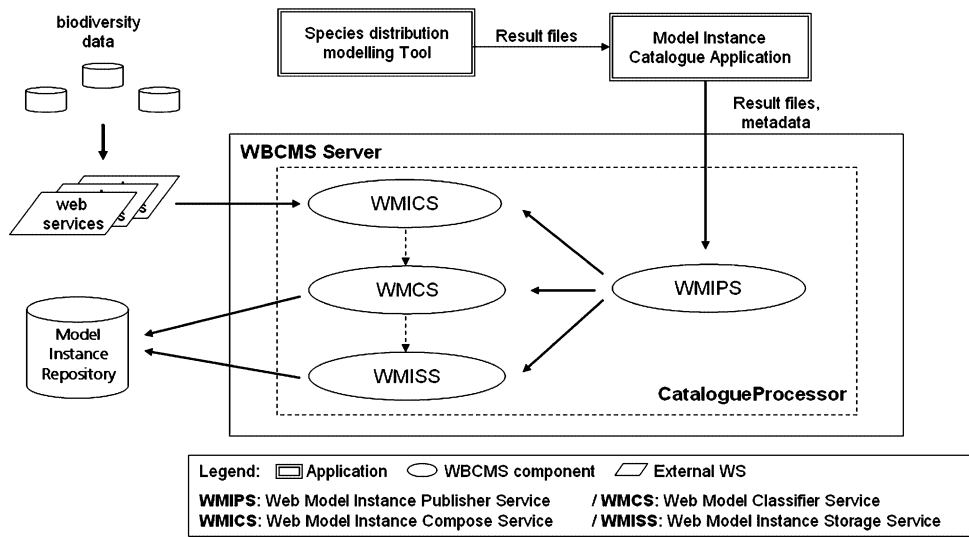 biodiversity
data
Species distribution
modelling Tool
Result files
Model Instance
Catalogue Application
Result files,
metadata
WBCMS Server
web
services
WMICS
WMCS
WMIPS
WMISS
Model
Instance
Repository
CatalogueProcessor
Legend: Application WBCMS component External WS
WMIPS: Web Model Instance Publisher Service / WMCS: Web Model Classifier Service
WMICS: Web Model Instance Compose Service / WMISS: Web Model Instance Storage Service